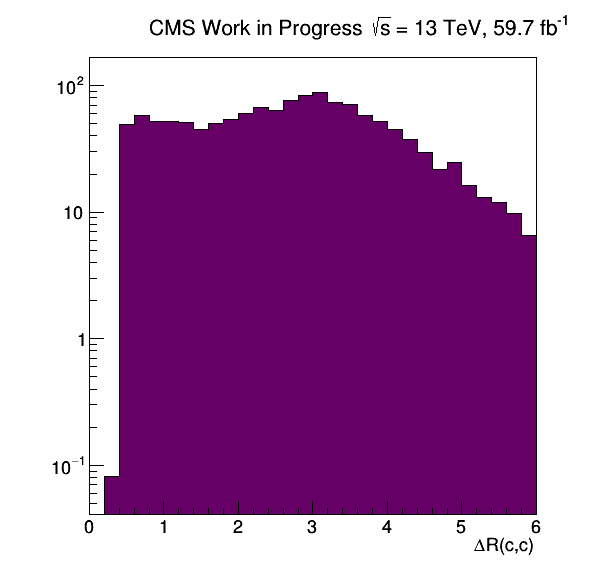 CMS Work in Progress √s = 13 TeV, 59.7 fb⁻¹
10²
10
1
10⁻¹
0 1 2 3 4 5 6
ΔR(c,c)